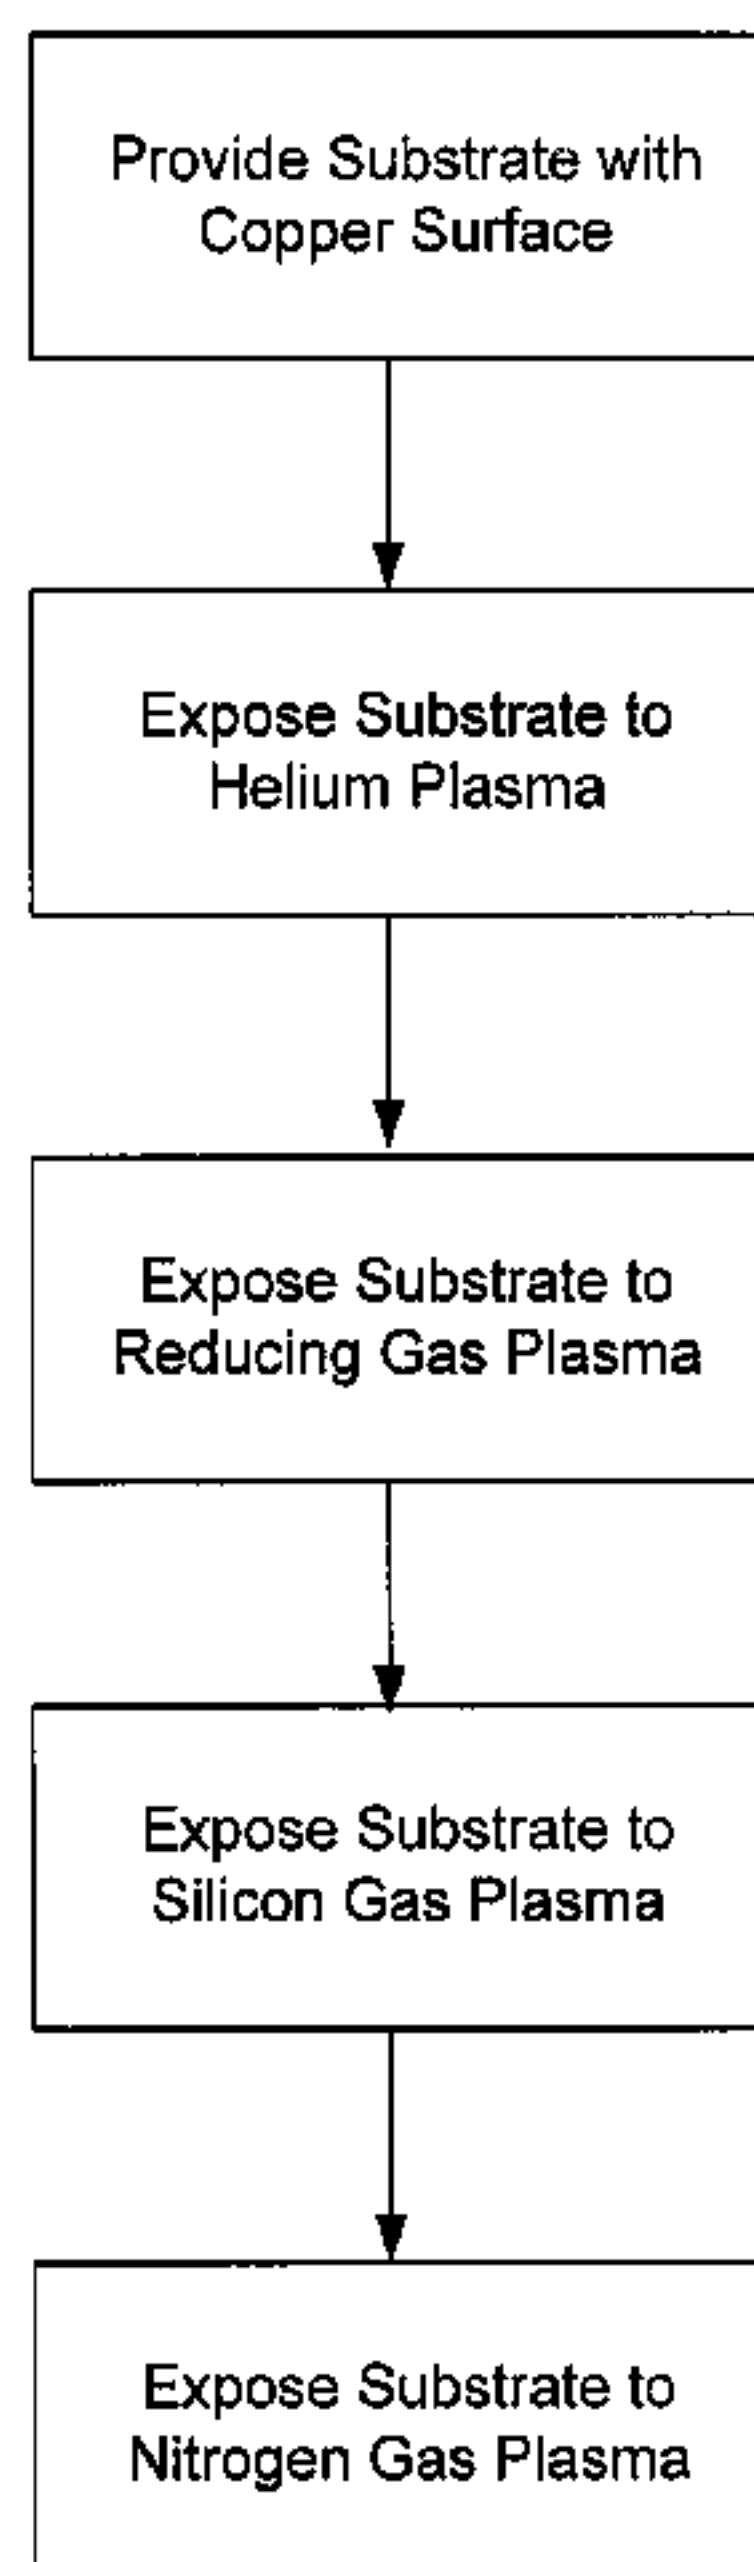 Provide Substrate with
Copper Surface
Expose Substrate to
Helium Plasma
Expose Substrate to
Reducing Gas Plasma
Expose Substrate to
Silicon Gas Plasma
Expose Substrate to
Nitrogen Gas Plasma